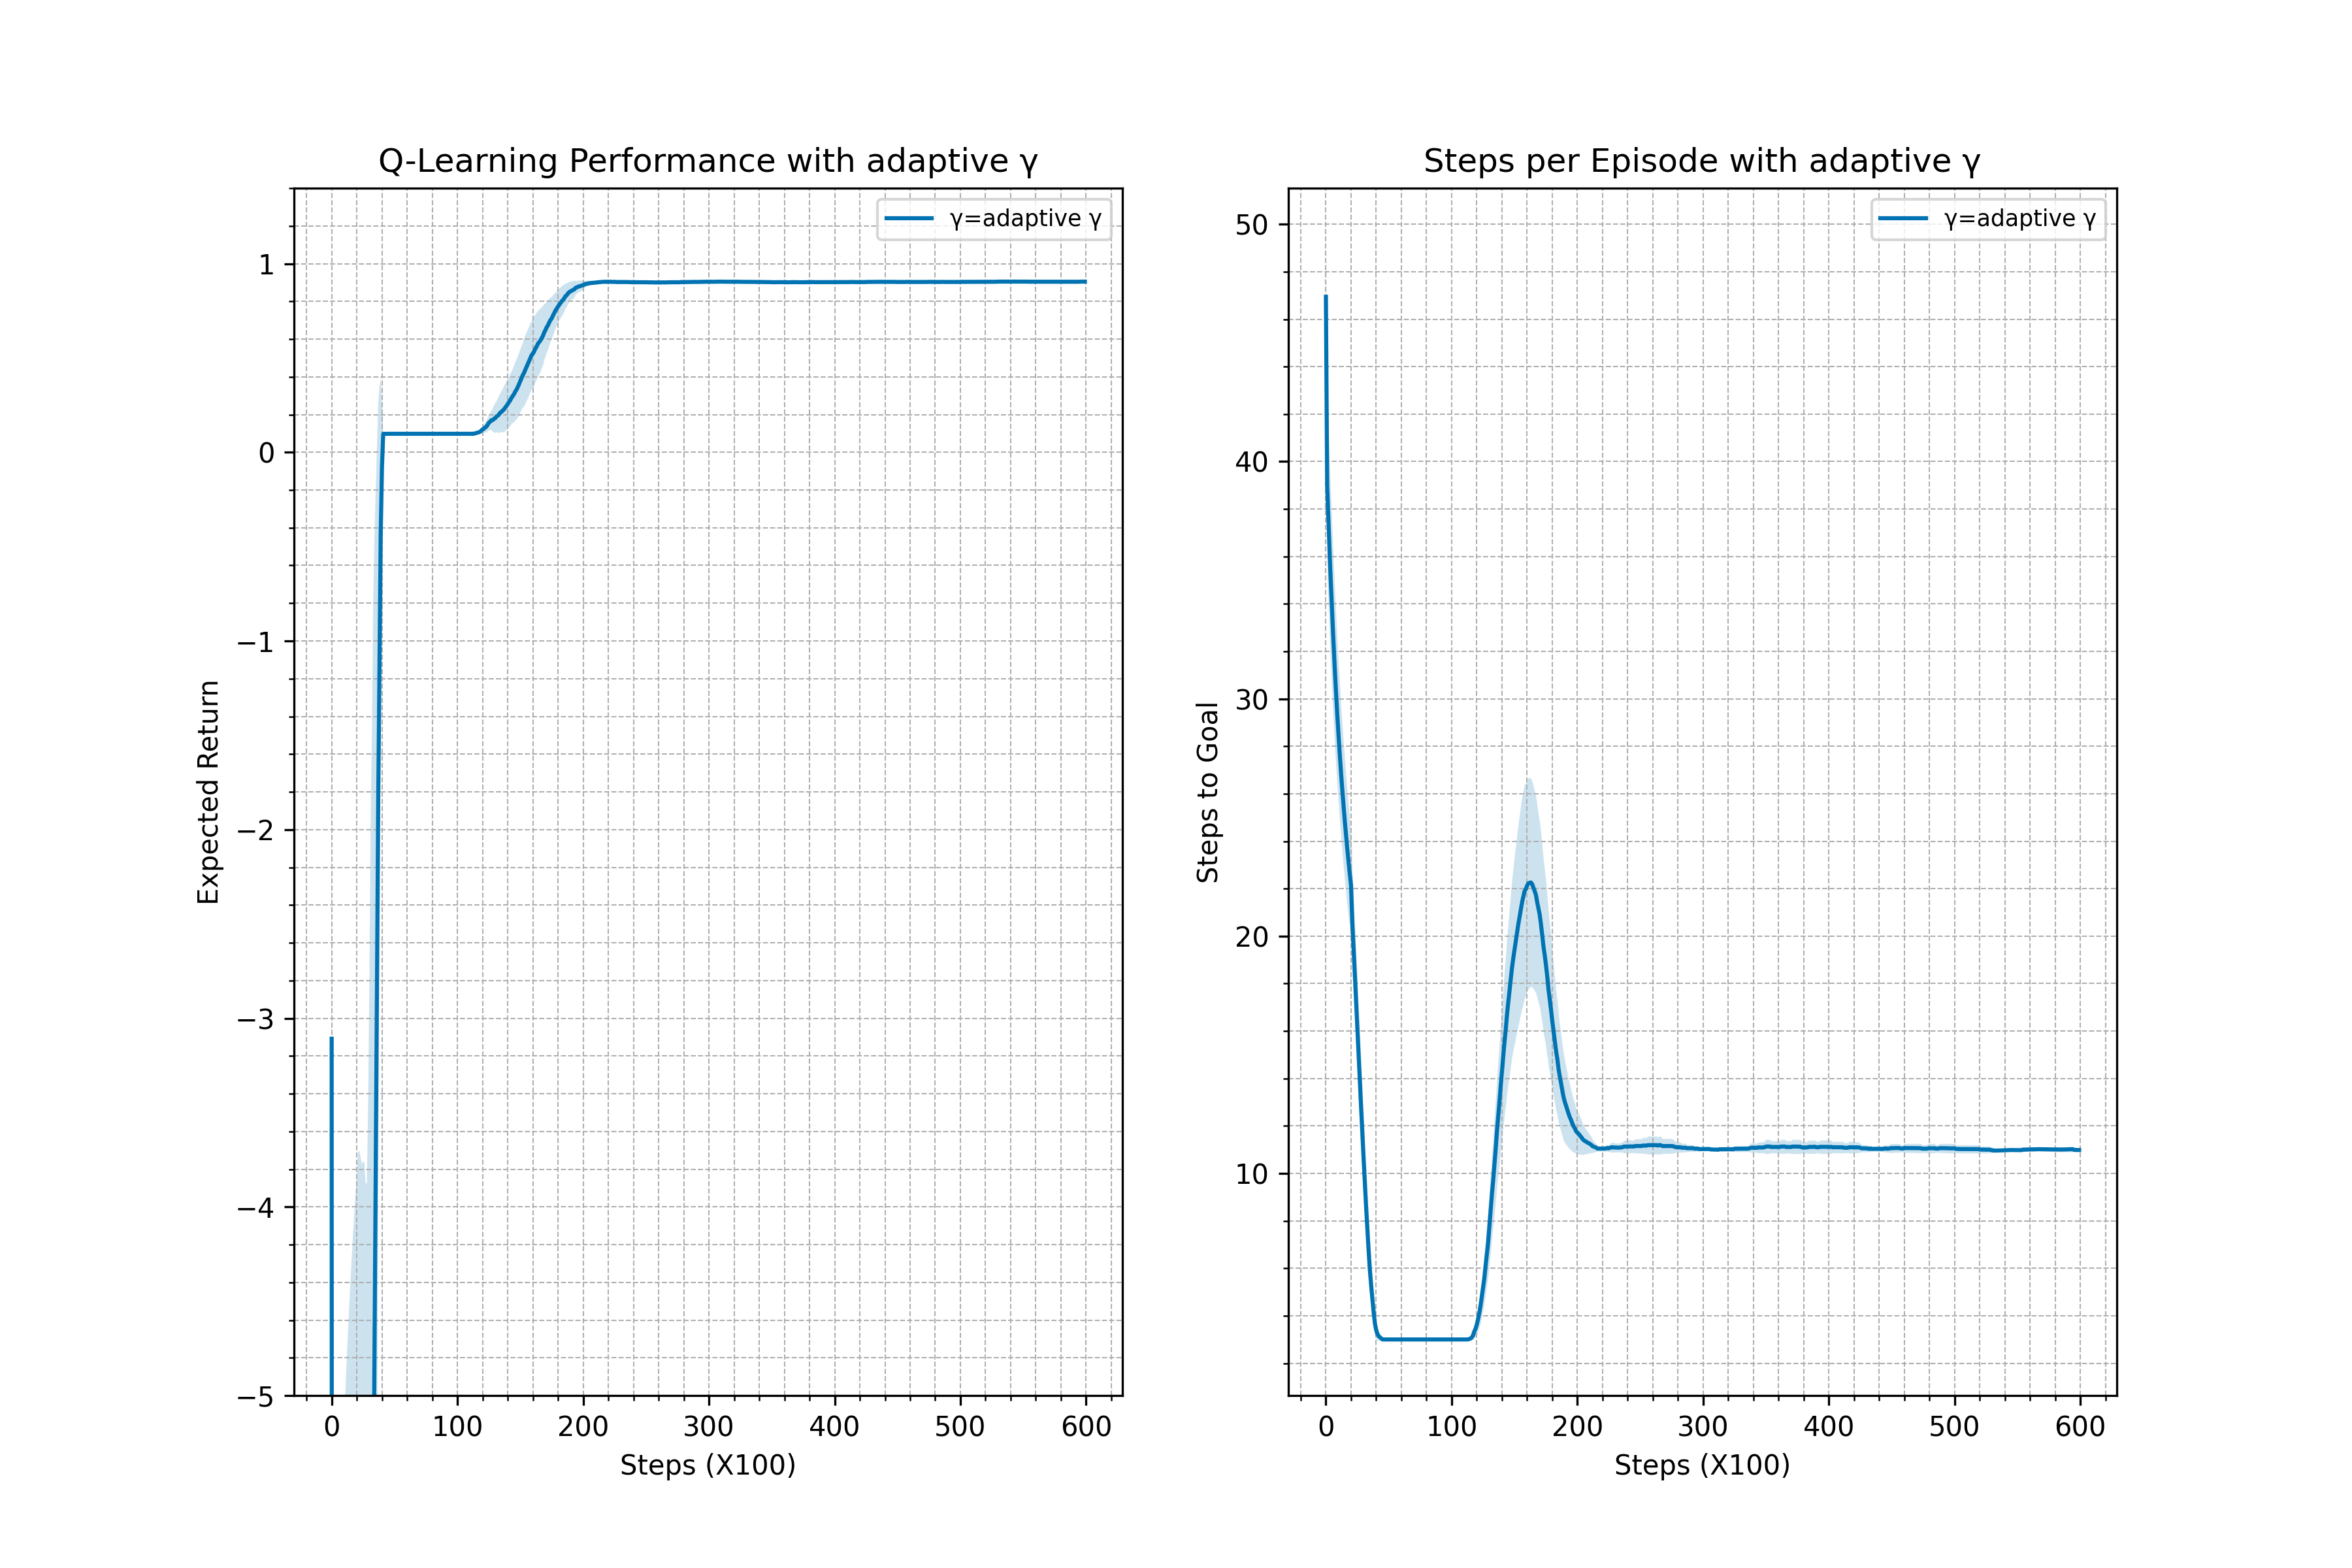 Q-Learning Performance with adaptive γ
γ=adaptive γ
1
0
−1
−2
−3
−4
−5
Expected Return
0 100 200 300 400 500 600
Steps (X100)
Steps per Episode with adaptive γ
γ=adaptive γ
50
40
30
20
10
Steps to Goal
0 100 200 300 400 500 600
Steps (X100)